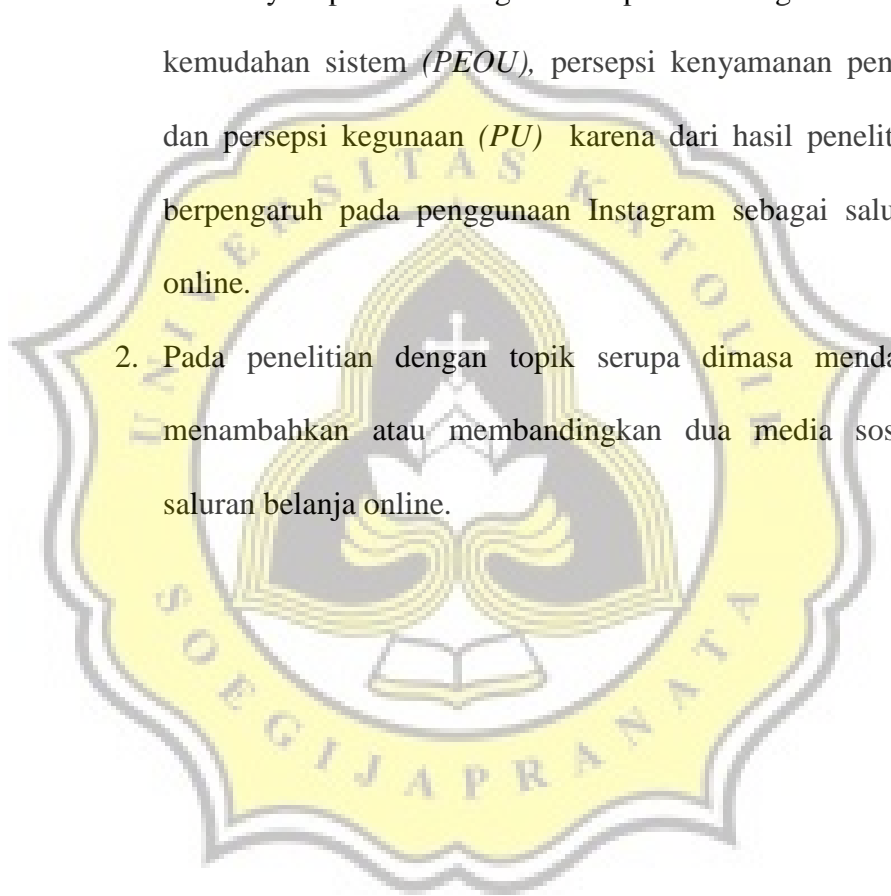 kemudahan sistem (PEOU), persepsi kenyamanan pen
dan persepsi kegunaan (PU) karena dari hasil penelit
berpengaruh pada penggunaan Instagram sebagai salu
online.
2. Pada penelitian dengan topik serupa dimasa menda
menambahkan atau membandingkan dua media sos
saluran belanja online.
UNIVERSITAS KATOLIK
SOEGIJAPRANATA